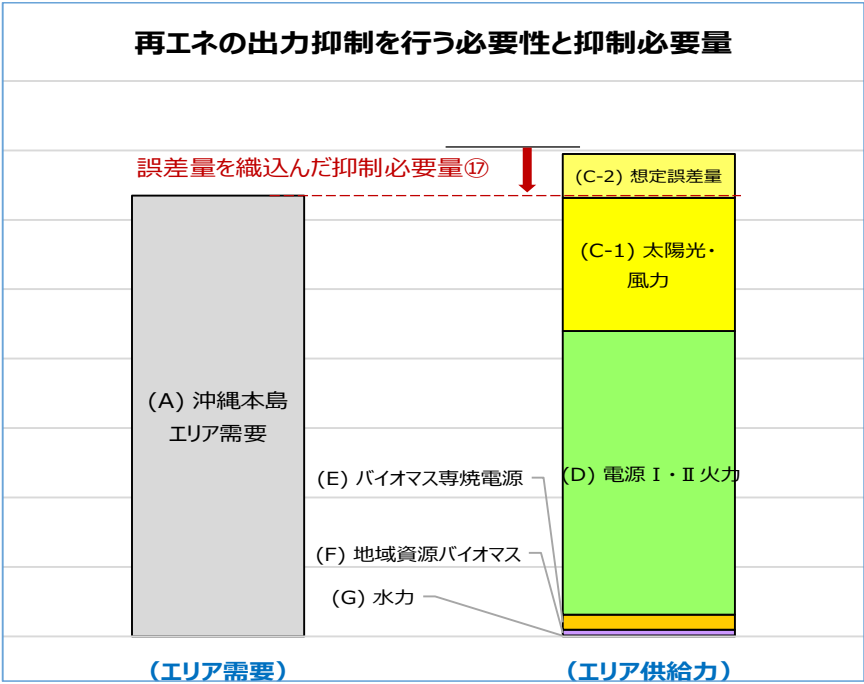 再エネの出力抑制を行う必要性と抑制必要量
誤差量を織込んだ抑制必要量⑰
(C-2) 想定誤差量
(C-1) 太陽光・
風力
(A) 沖縄本島
エリア需要
(E) バイオマス専焼電源
(D) 電源Ⅰ・Ⅱ火力
(F) 地域資源バイオマス
(G) 水力
（エリア需要）
（エリア供給力）